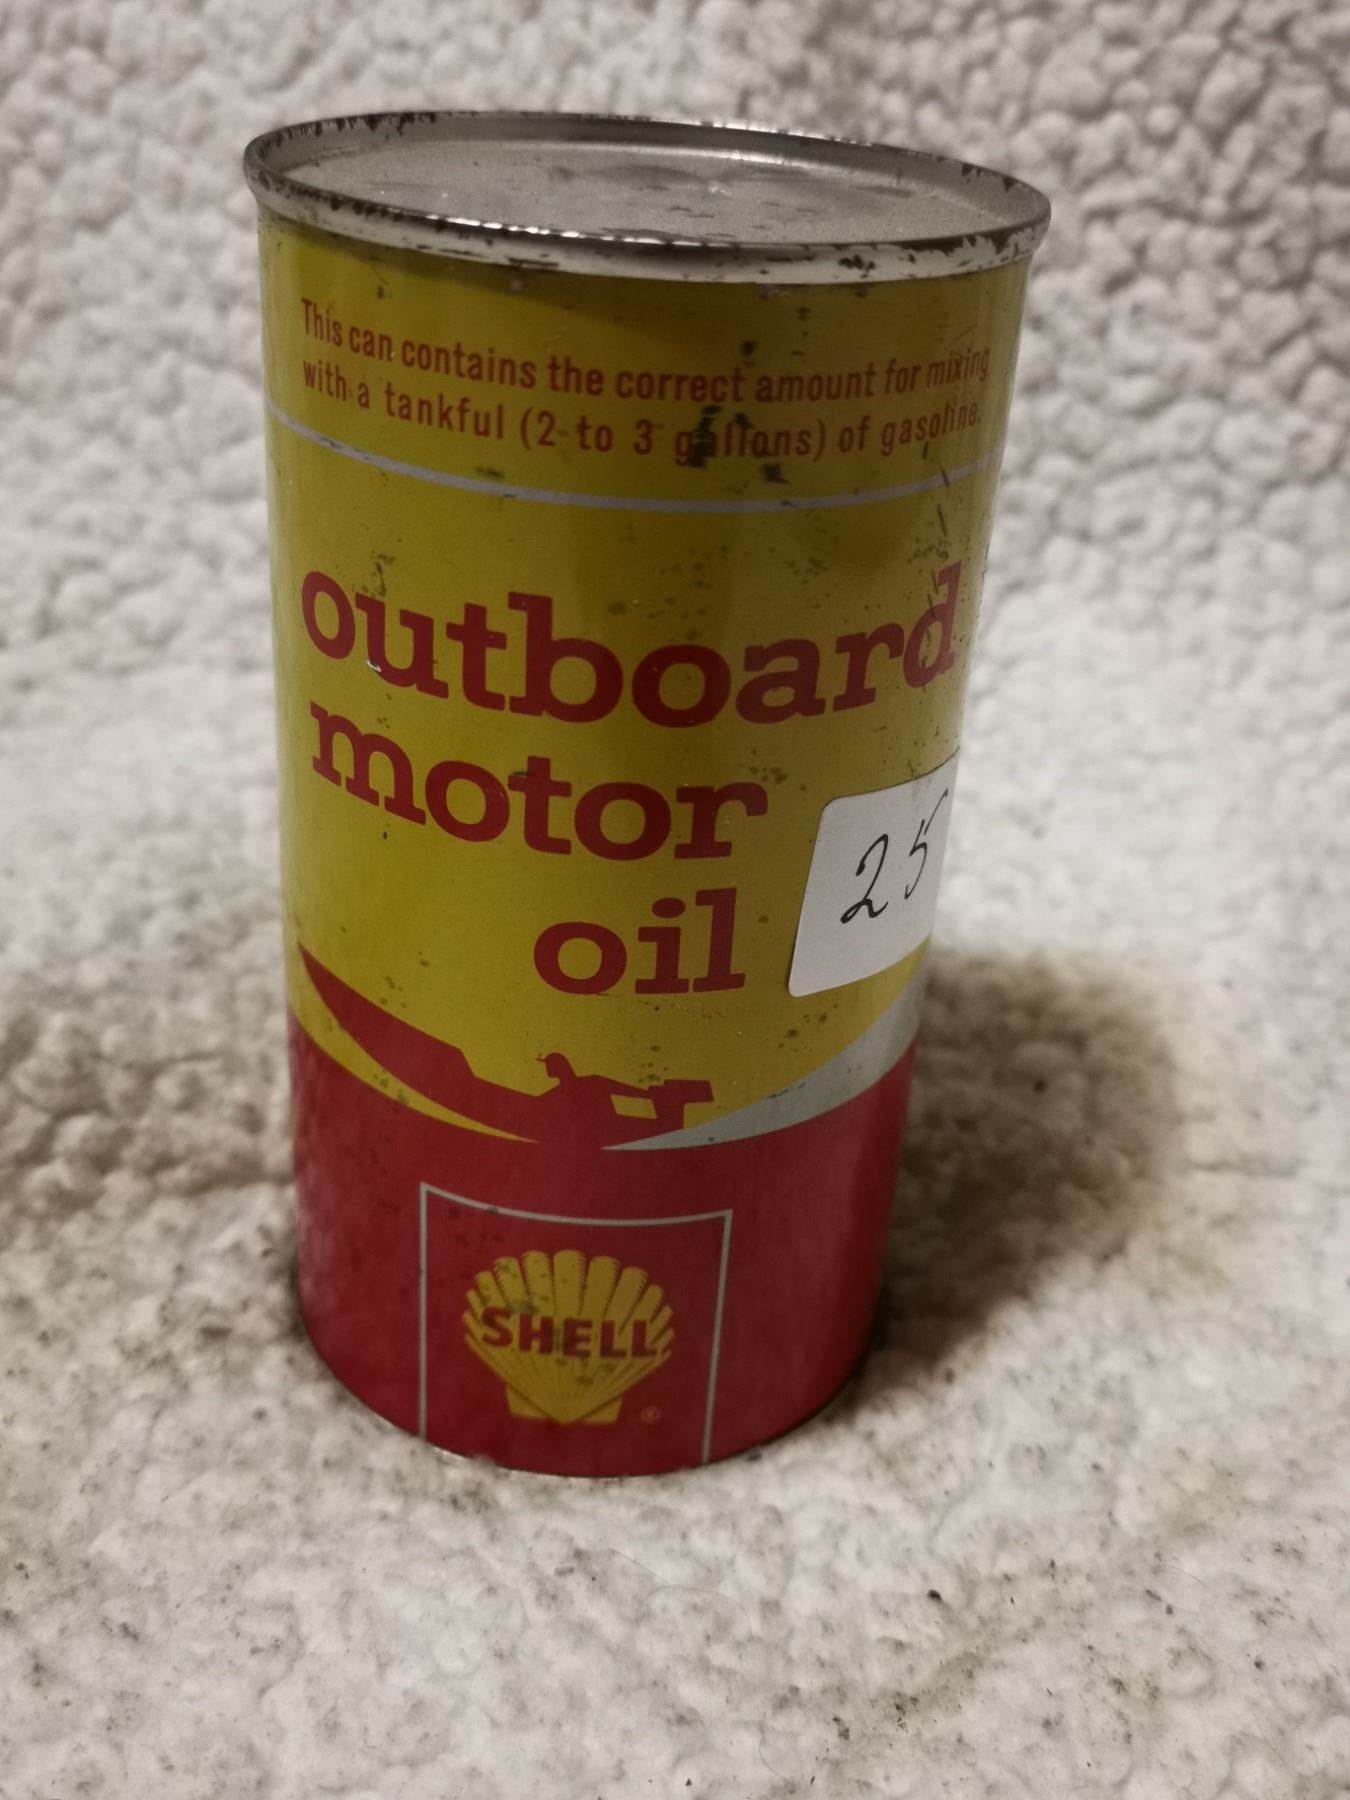 This can contains the correct amount for mixing
with a tankful (2 to 3 gallons) of gasoline.
outboard
motor
oil
25
SHELL
®